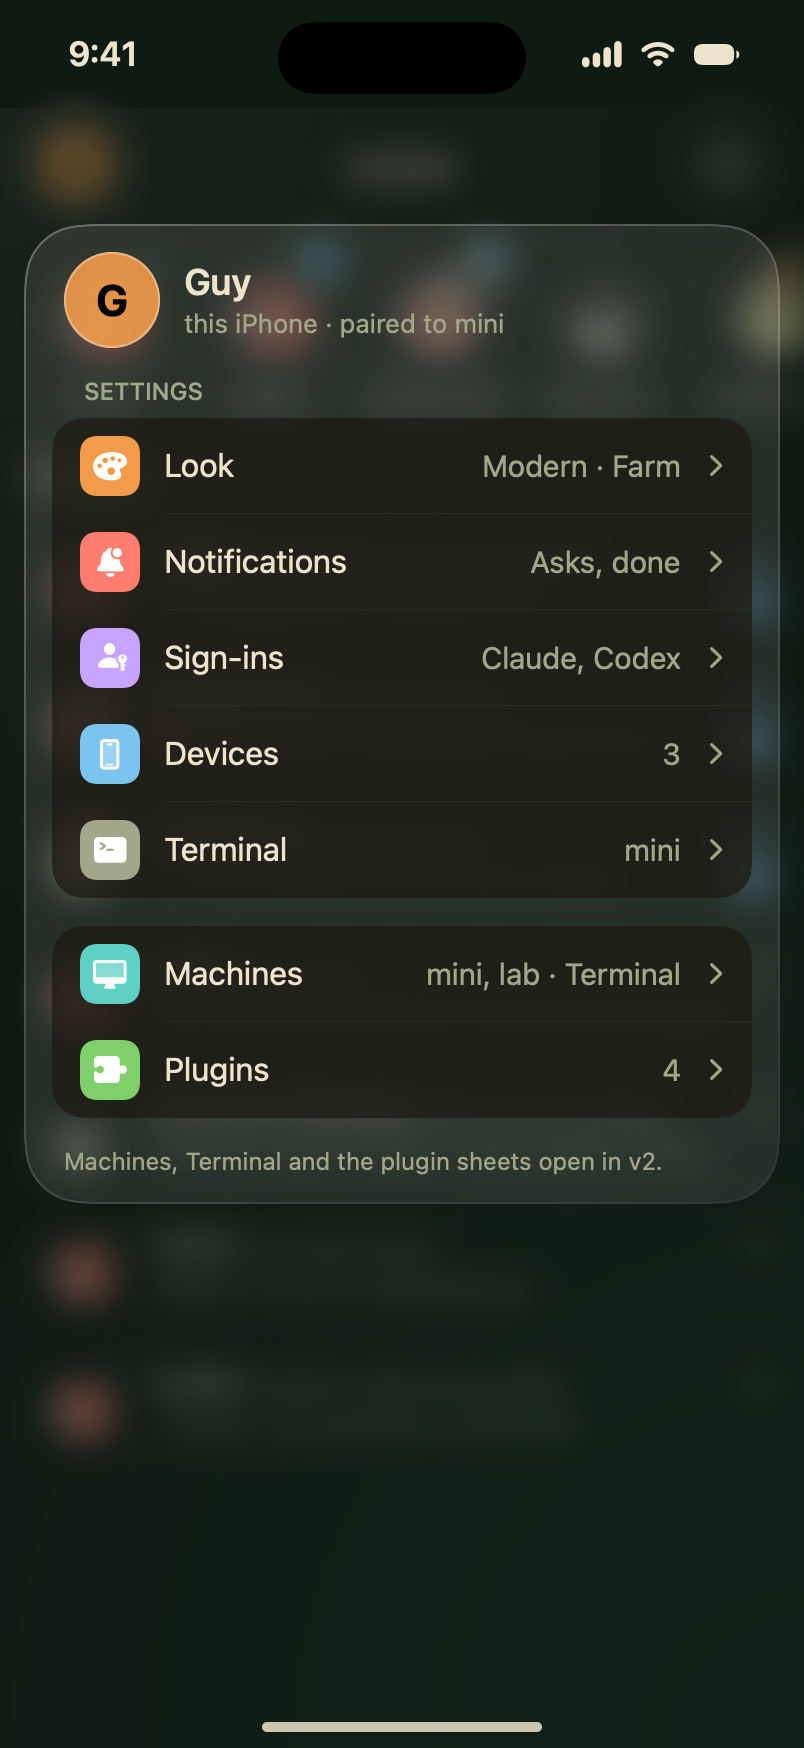 9:41
G
Guy
this iPhone · paired to mini
SETTINGS
Look Modern · Farm
Notifications Asks, done
Sign-ins Claude, Codex
Devices 3
Terminal mini
Machines mini, lab · Terminal
Plugins 4
Machines, Terminal and the plugin sheets open in v2.